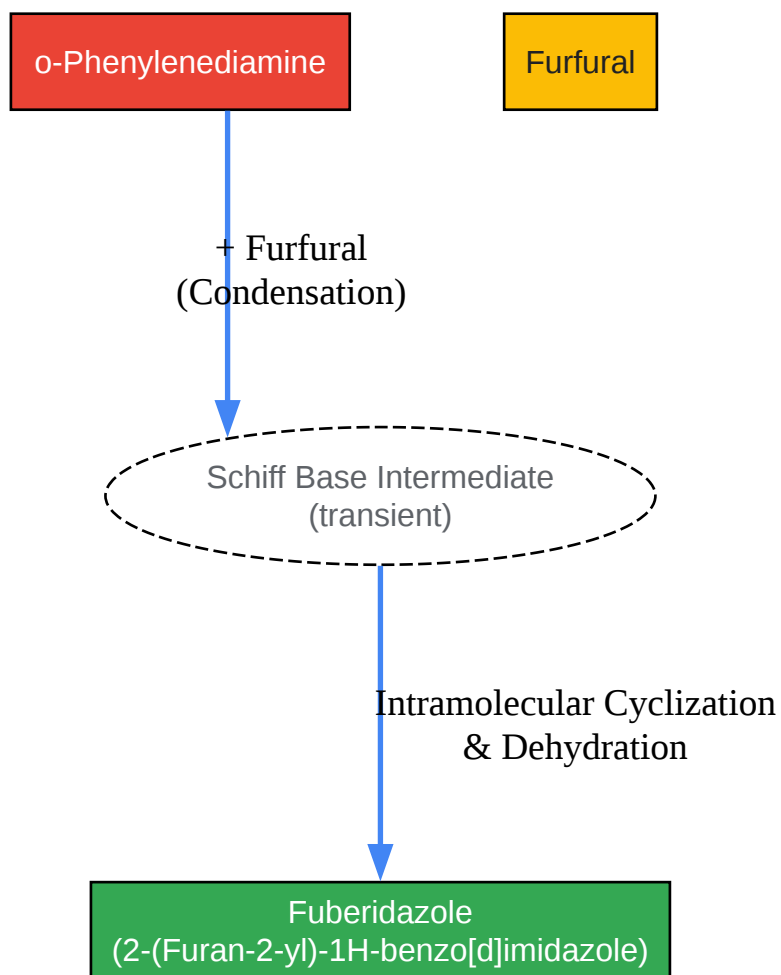 o-Phenylenediamine
Furfural
+ Furfural
(Condensation)
Schiff Base Intermediate
(transient)
Intramolecular Cyclization
& Dehydration
Fuberidazole
(2-(Furan-2-yl)-1H-benzo[d]imidazole)